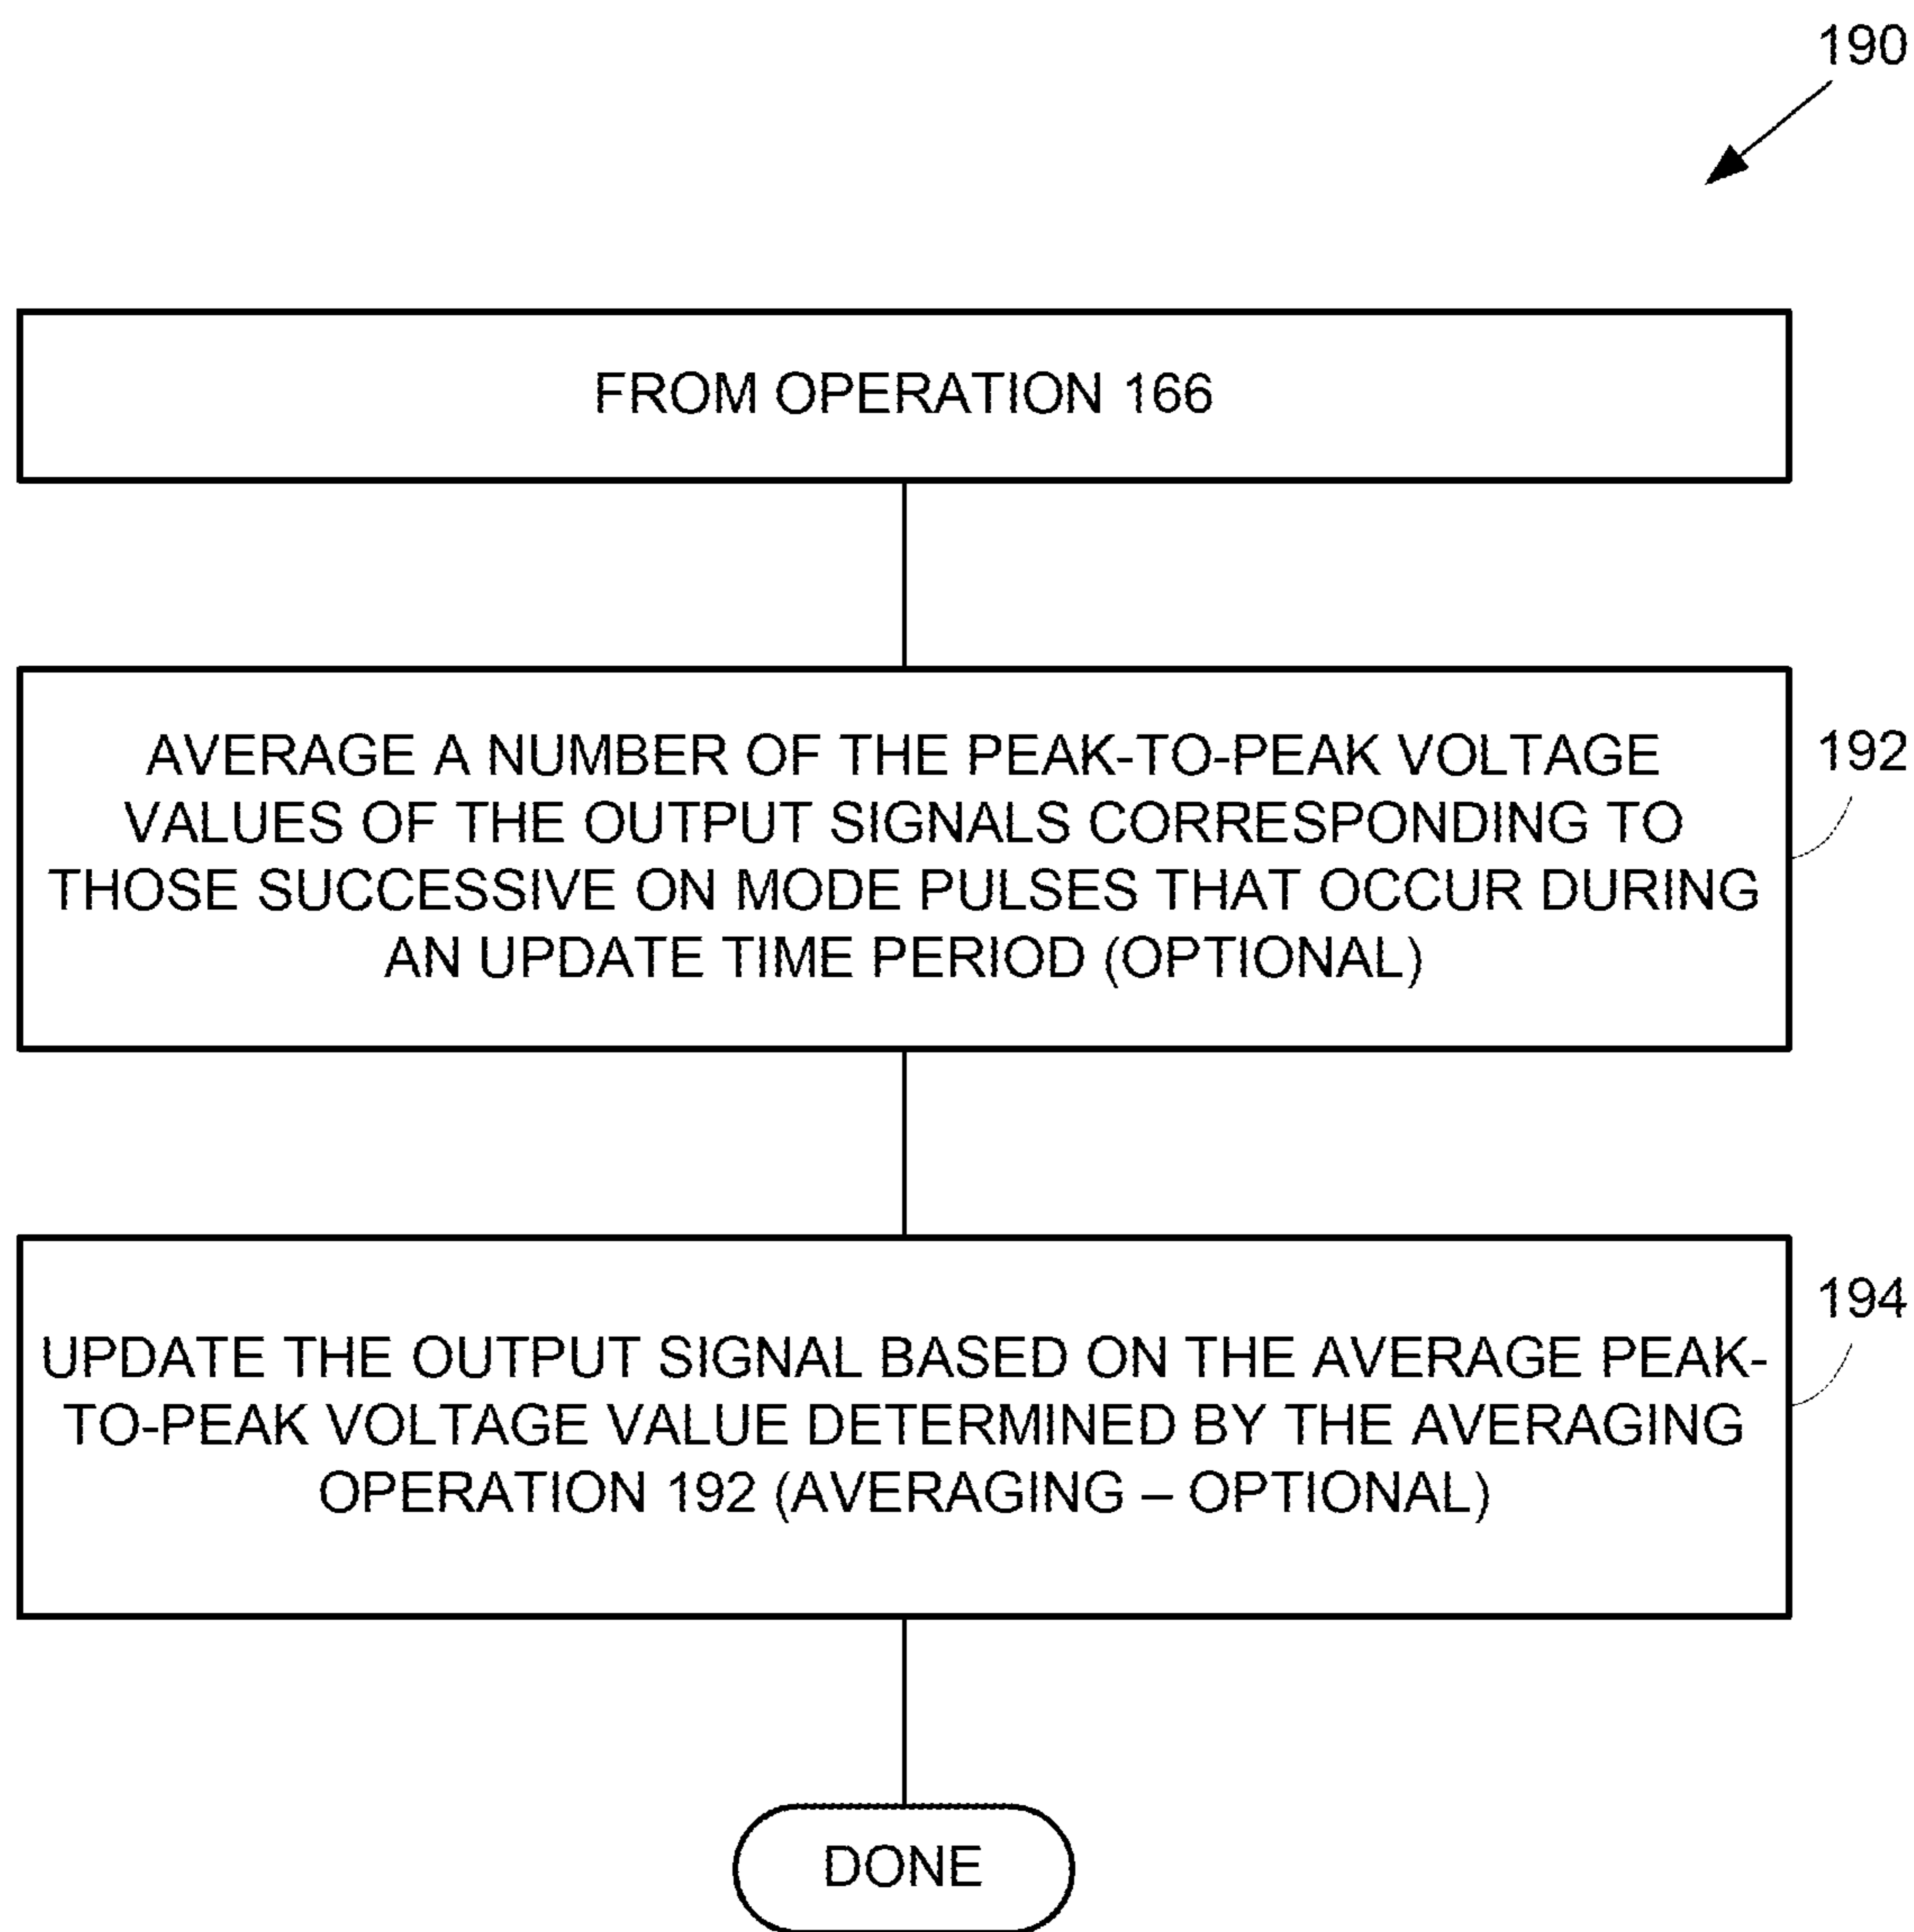 190
FROM OPERATION 166
AVERAGE A NUMBER OF THE PEAK-TO-PEAK VOLTAGE
VALUES OF THE OUTPUT SIGNALS CORRESPONDING TO
THOSE SUCCESSIVE ON MODE PULSES THAT OCCUR DURING
AN UPDATE TIME PERIOD (OPTIONAL)
192
UPDATE THE OUTPUT SIGNAL BASED ON THE AVERAGE PEAK-
TO-PEAK VOLTAGE VALUE DETERMINED BY THE AVERAGING
OPERATION 192 (AVERAGING – OPTIONAL)
194
DONE